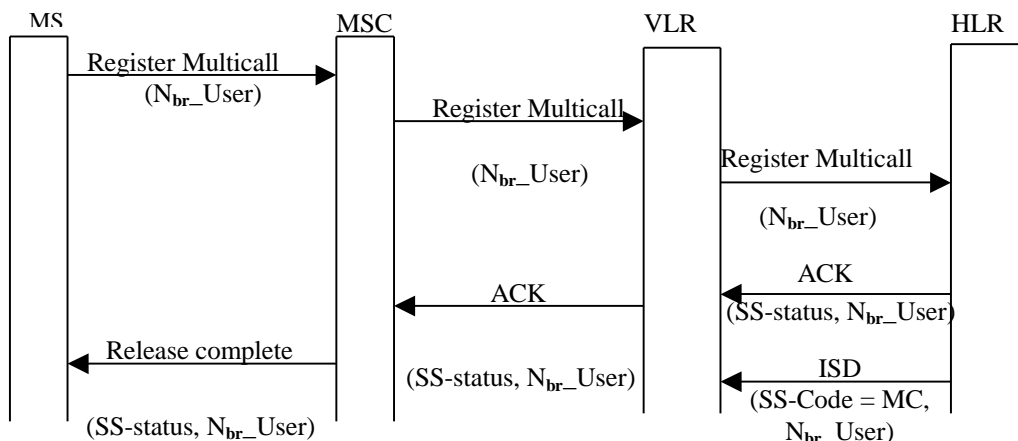 MS
MSC
VLR
HLR
Register Multicall
(Nbr_User)
Register Multicall
(Nbr_User)
Register Multicall
(Nbr_User)
ACK
(SS-status, Nbr_User)
ACK
(SS-status, Nbr_User)
Release complete
(SS-status, Nbr_User)
ISD
(SS-Code = MC,
Nbr_User)